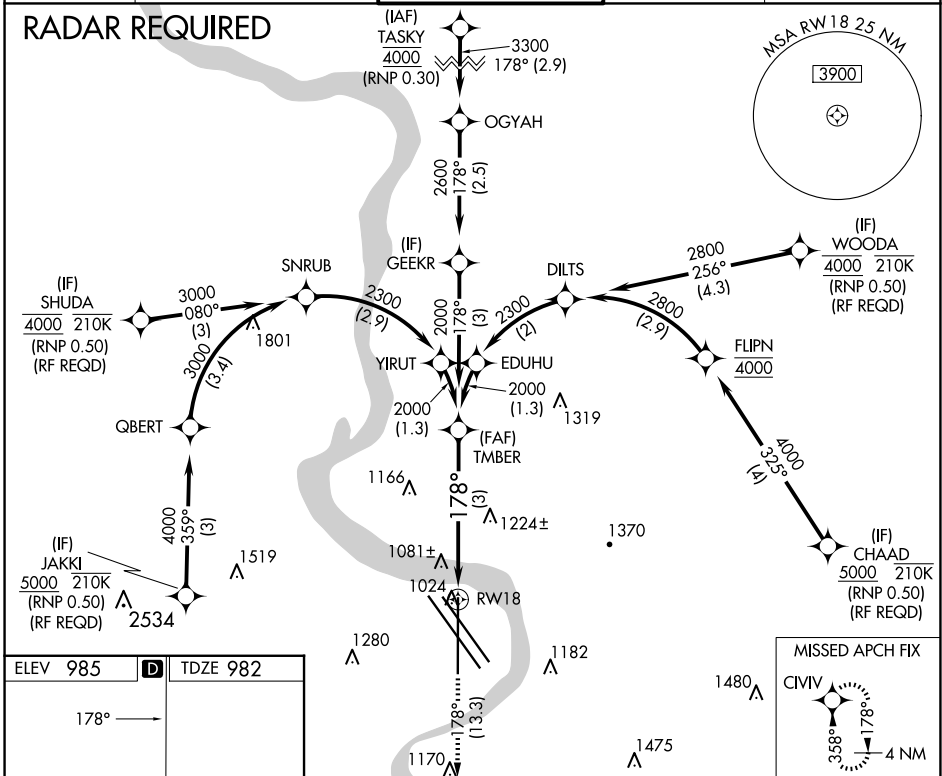 RADAR REQUIRED
(IAF)
TASKY
4000
(RNP 0.30)
3300
178° (2.9)
MSA RW18 25 NM
3900
OGYAH
2600
178°
(2.5)
(IF)
GEEKR
2000
178°
(3)
(IF)
WOODA
4000 210K
(RNP 0.50)
(RF REQD)
2800
256°
(4.3)
DILTS
SNRUB
(IF)
SHUDA
4000 210K
(RNP 0.50)
(RF REQD)
3000
080°
(3)
2300
(2.9)
2300
(2)
2800
(2.9)
1801
3000
(3.4)
YIRUT
EDUHU
FLIPN
4000
2000
(1.3)
2000
(1.3)
1319
QBERT
(FAF)
TMBER
4000
325°
(4)
1166
178°
(3)
1224±
4000
359°
(3)
1370
(IF)
JAKKI
5000 210K
(RNP 0.50)
(RF REQD)
1519
2534
1081±
1024
RW18
(IF)
CHAAD
5000 210K
(RNP 0.50)
(RF REQD)
1280
1182
ELEV 985
D
TDZE 982
178°
178°
(13.3)
1170
1475
1480
MISSED APCH FIX
CIVIV
358°
178°
4 NM